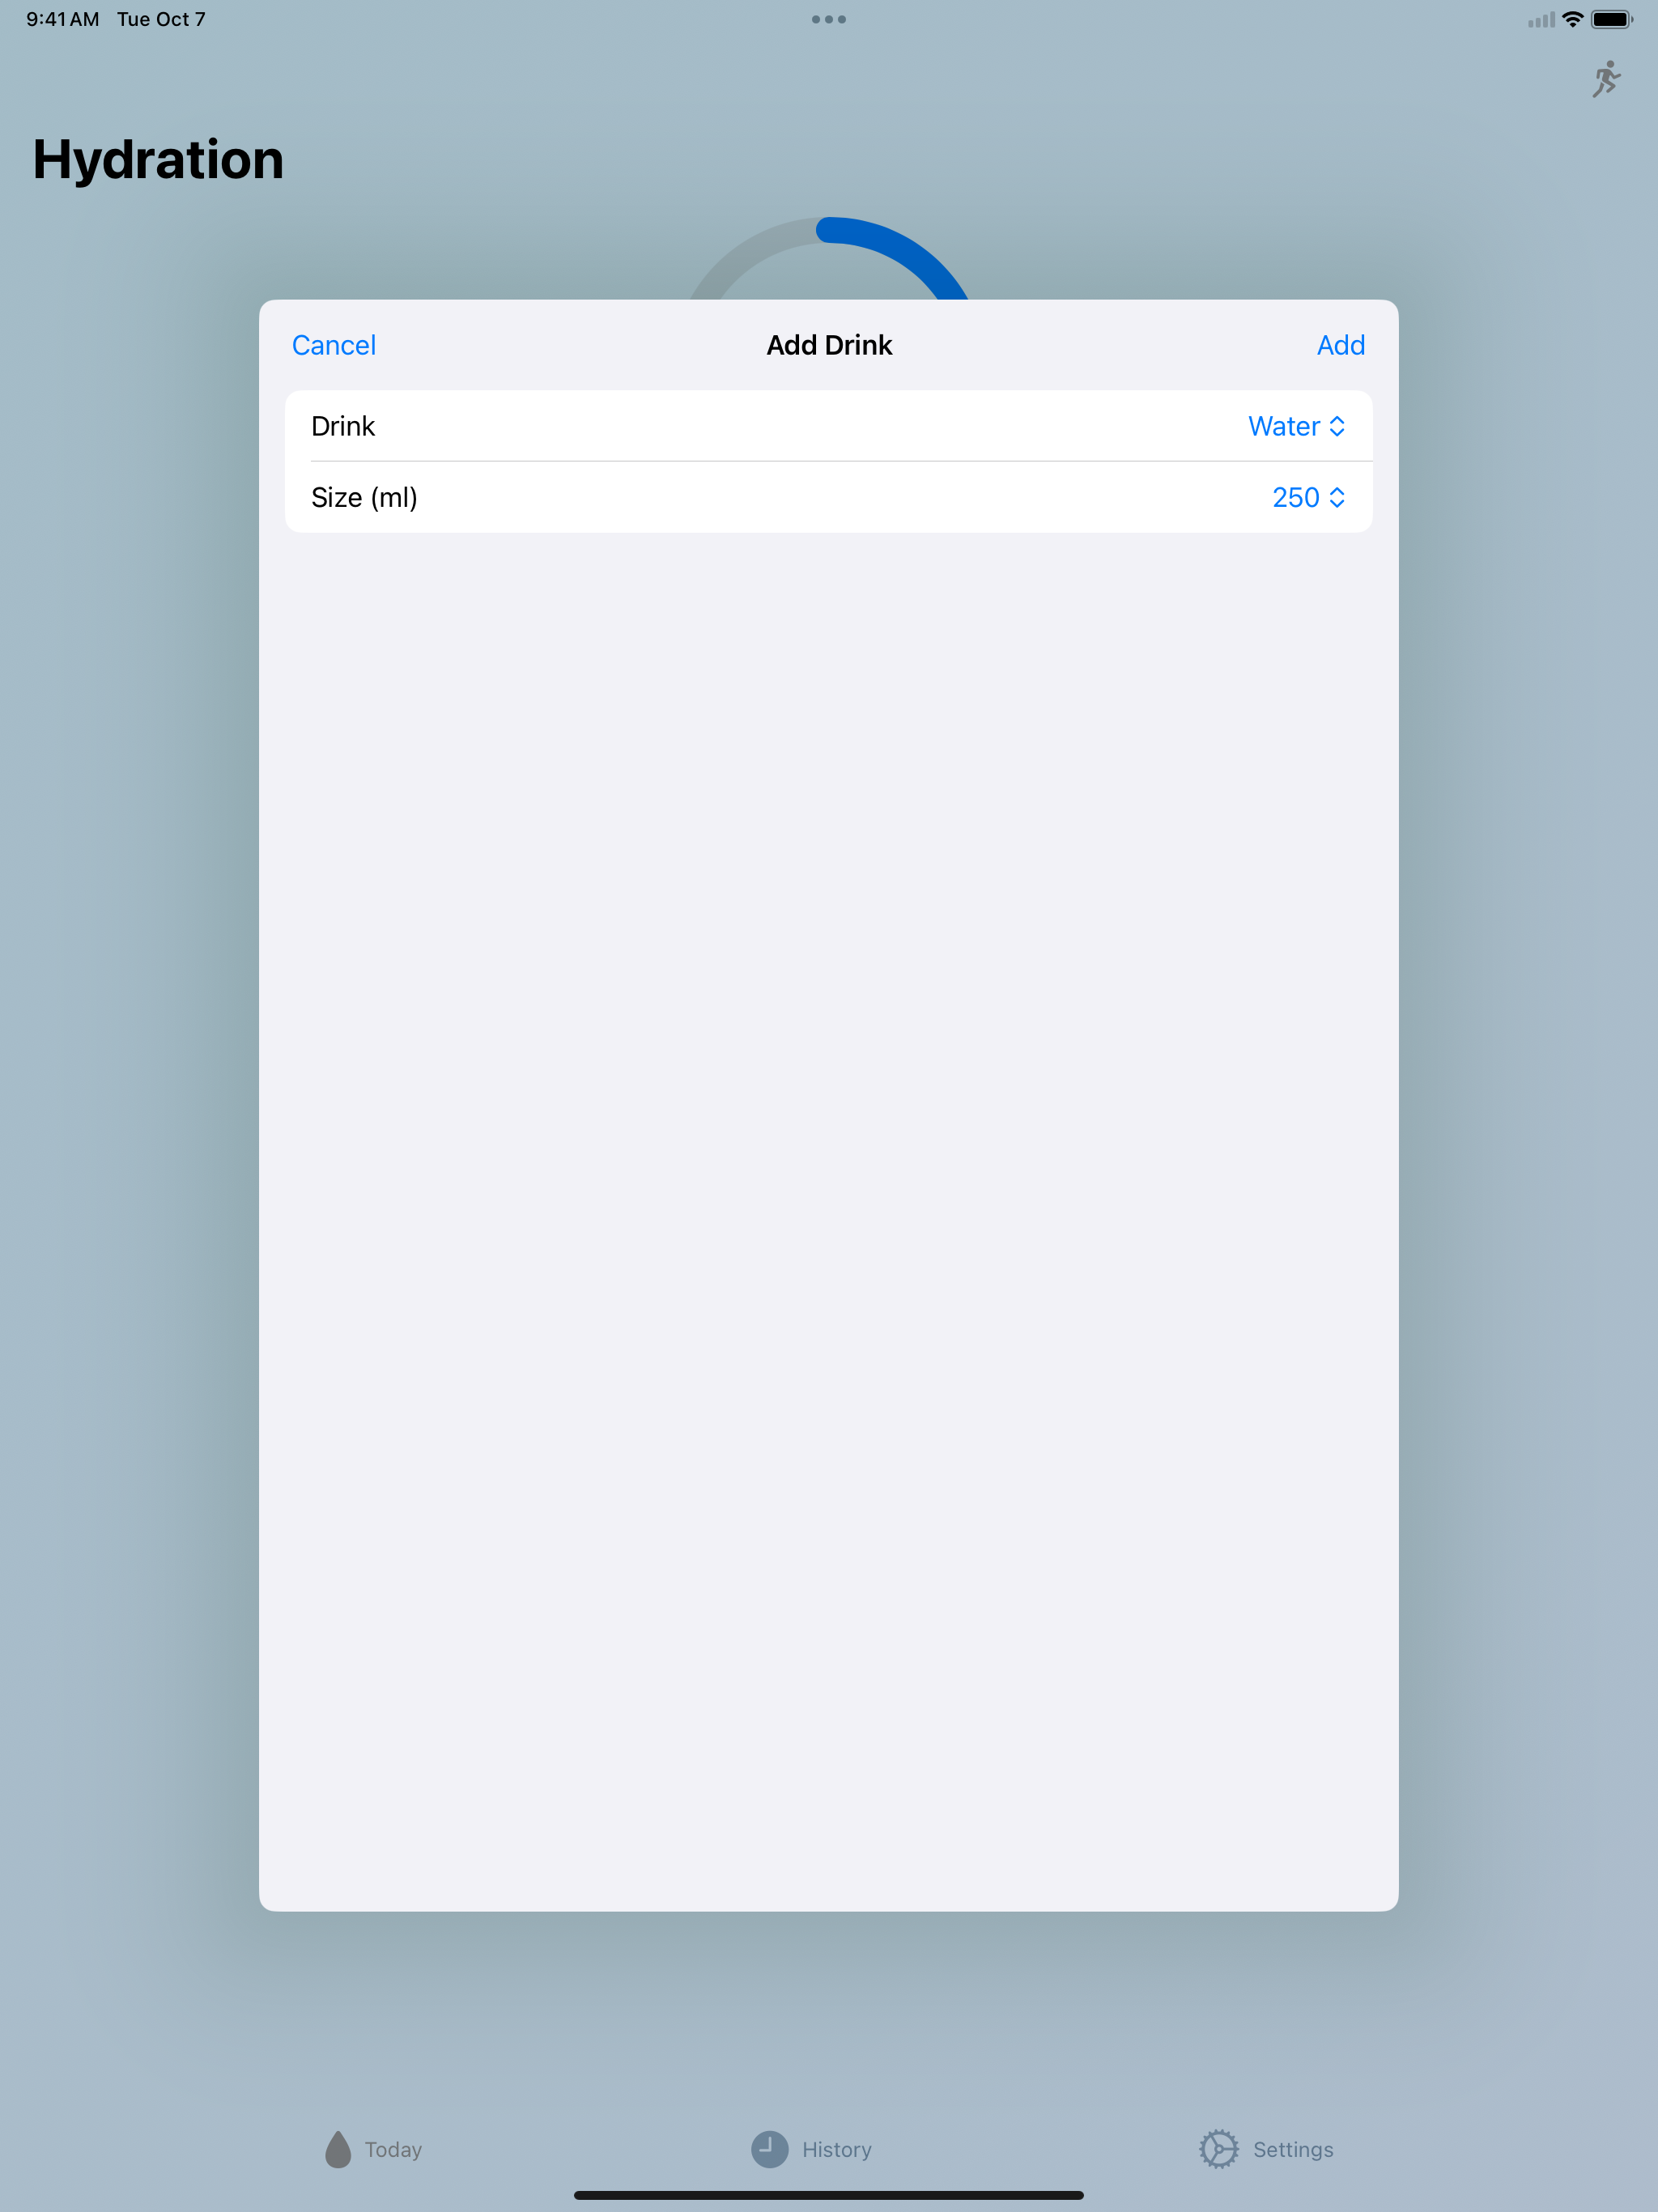 9:41 AM Tue Oct 7
Hydration
Cancel Add Drink Add
Drink Water
Size (ml) 250
Today History Settings